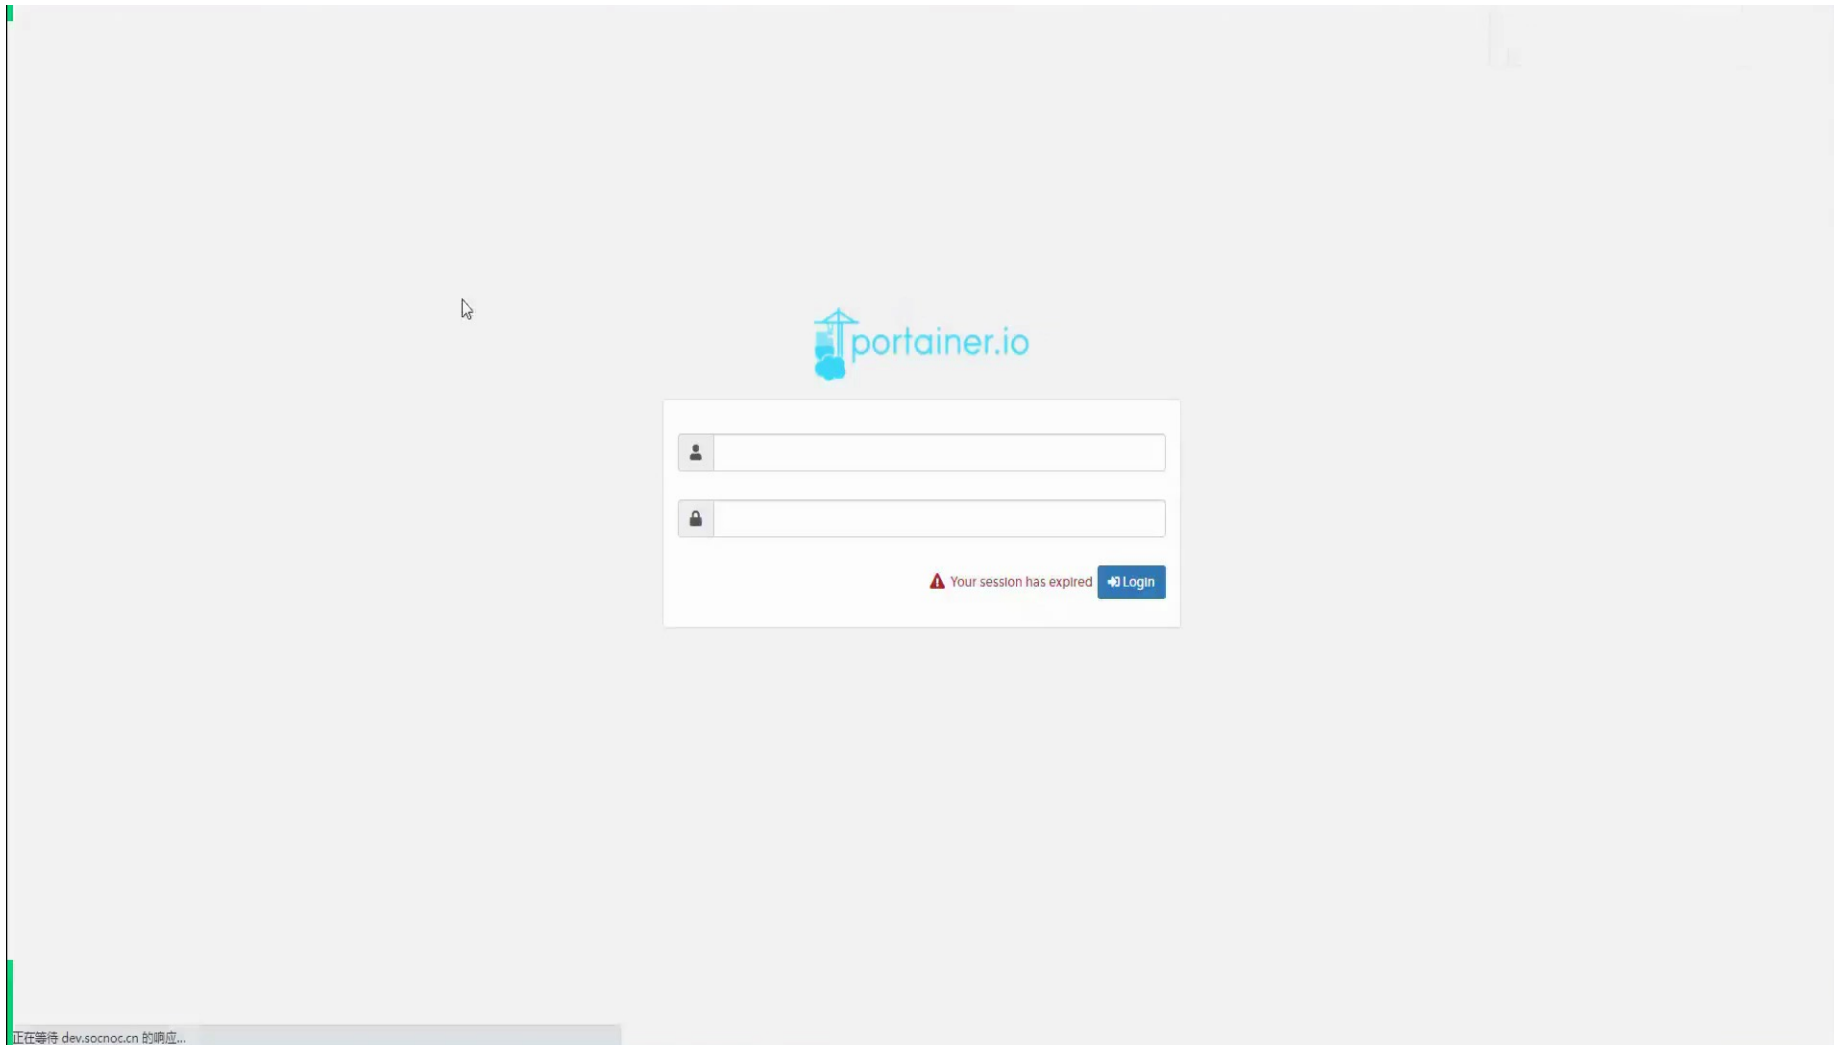 portainer.io
Your session has expired
Login
正在等待 dev.socnoc.cn 的响应...